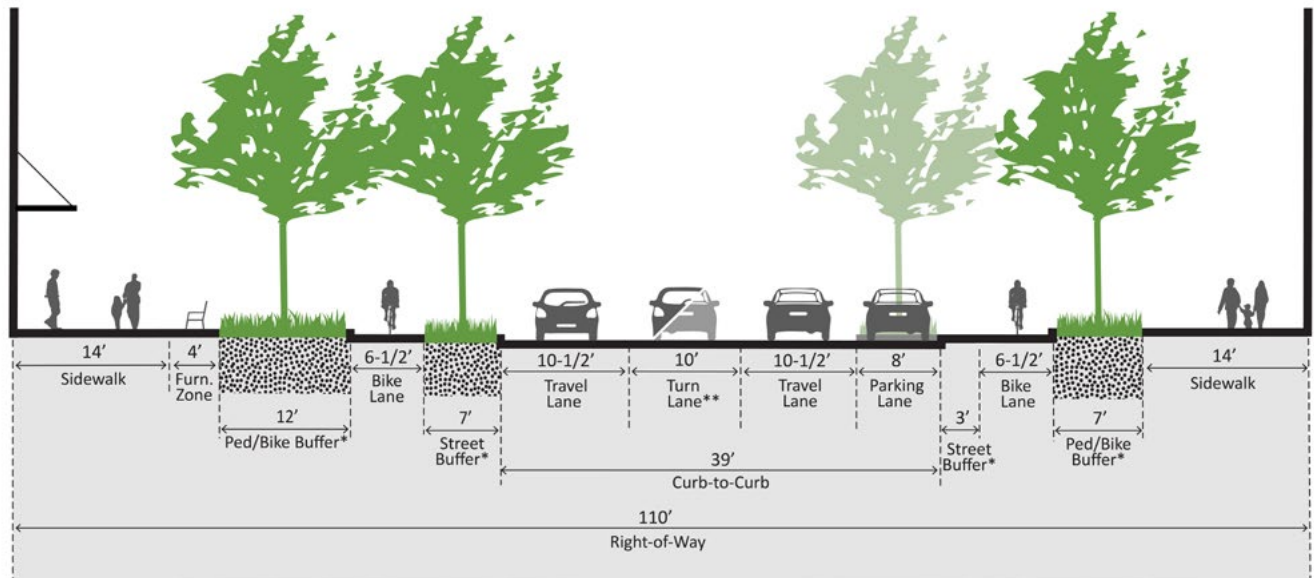 14’
Sidewalk
4’
Furn.
Zone
12’
Ped/Bike Buffer*
6-1/2’
Bike
Lane
7’
Street
Buffer*
10-1/2’
Travel
Lane
10’
Turn
Lane**
10-1/2’
Travel
Lane
8’
Parking
Lane
3’
Street
Buffer*
6-1/2’
Bike
Lane
7’
Ped/Bike
Buffer*
14’
Sidewalk
39’
Curb-to-Curb
110’
Right-of-Way